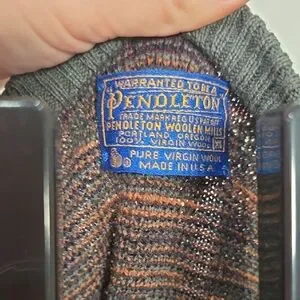 WARRANTED TO BE A
PENDLETON
TRADE MARK REG U.S. PAT. OFF.
PENDLETON WOOLEN MILLS
PORTLAND, OREGON
100% VIRGIN WOOL
PURE VIRGIN WOOL
MADE IN U.S.A.